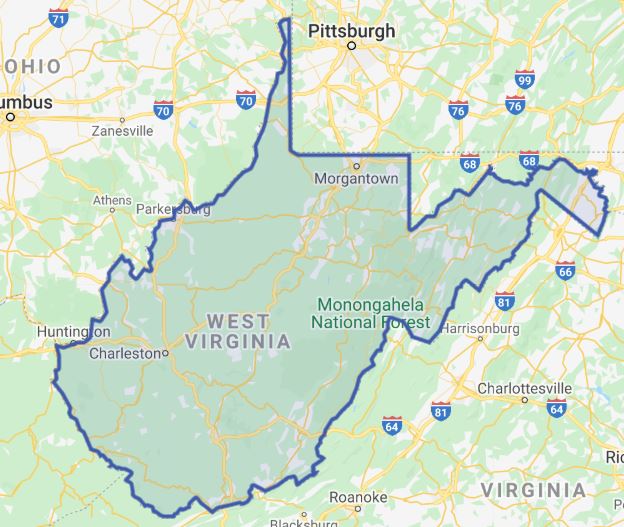 71
Pittsburgh
OHIO
99
umbus
70
70
76
76
Zanesville
68
68
Morgantown
Athens
Parkersburg
66
81
Monongahela
National Forest
WEST
VIRGINIA
Huntington
Harrisonburg
Charleston
Charlottesville
81
64
64
Ric
Roanoke
VIRGINIA
Blacksburg